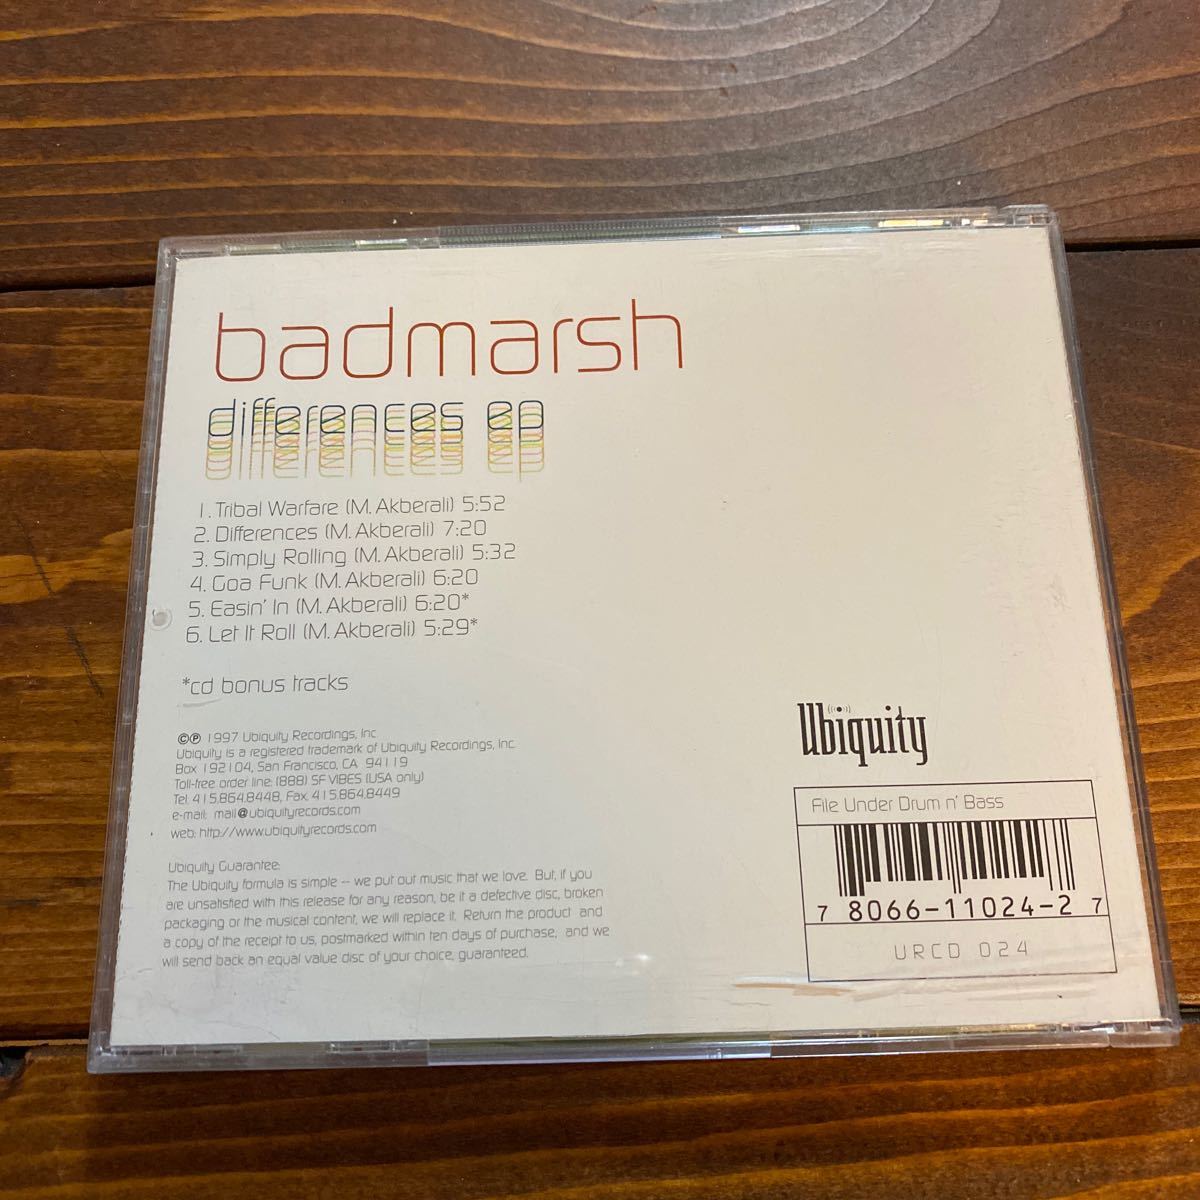 badmarsh
differences ep
1. Tribal Warfare (M. Akberali) 5:52
2. Differences (M. Akberali) 7:20
3. Simply Rolling (M. Akberali) 5:32
4. Goa Funk (M. Akberali) 6:20
5. Easin' In (M. Akberali) 6:20*
6. Let It Roll (M. Akberali) 5:29*
*cd bonus tracks
©℗ 1997 Ubiquity Recordings, Inc
Ubiquity is a registered trademark of Ubiquity Recordings, Inc.
Box 192104, San Francisco, CA 94119
Toll-free order line: (888) SF VIBES (USA only)
Tel. 415.864.8448, Fax. 415.864.8449
e-mail: mail@ubiquityrecords.com
web: http://www.ubiquityrecords.com
Ubiquity Guarantee:
The Ubiquity formula is simple -- we put out music that we love. But, if you
are unsatisfied with this release for any reason, be it a defective disc, broken
packaging or the musical content, we will replace it. Return the product and
a copy of the receipt to us, postmarked within ten days of purchase, and we
will send back an equal value disc of your choice, guaranteed.
Ubiquity
File Under Drum n' Bass
7 8066-11024-2 7
URCD 024